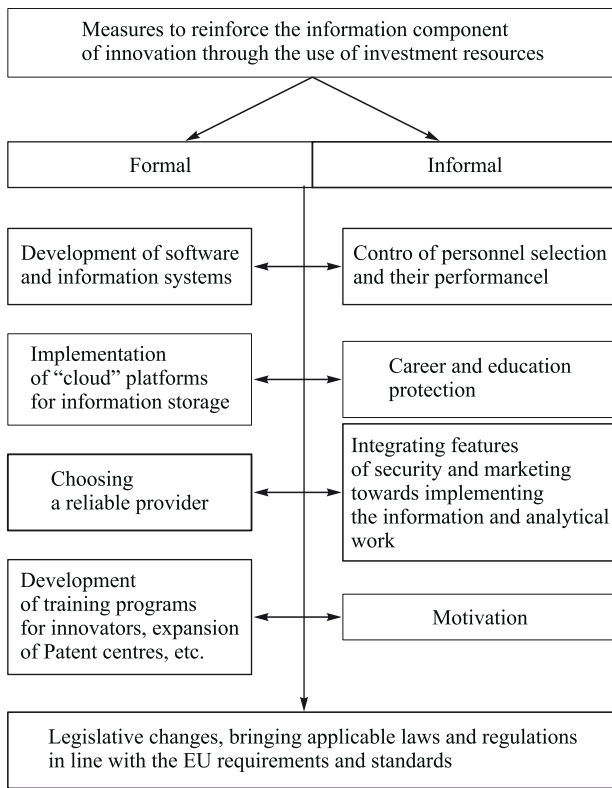 Measures to reinforce the information component
of innovation through the use of investment resources
Formal
Informal
Development of software
and information systems
Contro of personnel selection
and their performancel
Implementation
of “cloud” platforms
for information storage
Career and education
protection
Choosing
a reliable provider
Integrating features
of security and marketing
towards implementing
the information and analytical
work
Development
of training programs
for innovators, expansion
of Patent centres, etc.
Motivation
Legislative changes, bringing applicable laws and regulations
in line with the EU requirements and standards